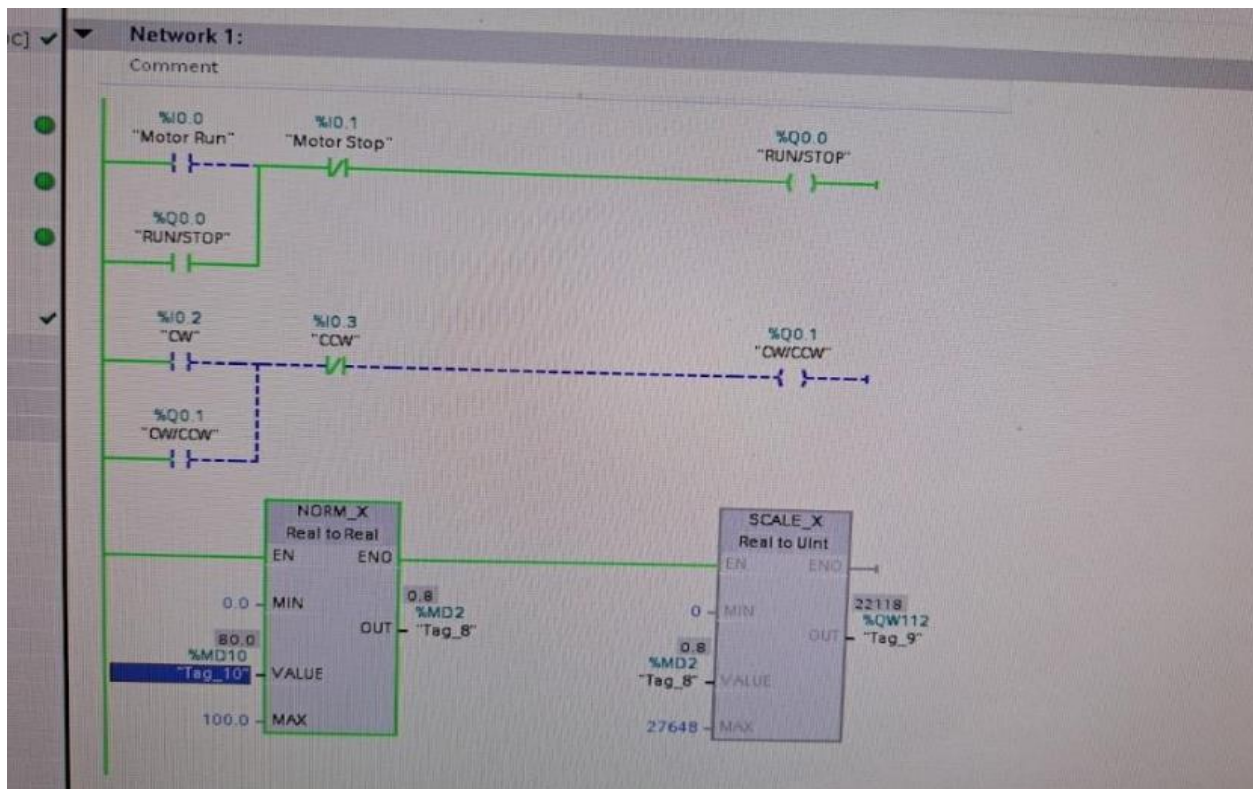 C]
Network 1:
Comment
%I0.0
"Motor Run"
%I0.1
"Motor Stop"
%Q0.0
"RUN/STOP"
%Q0.0
"RUN/STOP"
%I0.2
"CW"
%I0.3
"CCW"
%Q0.1
"CW/CCW"
%Q0.1
"CW/CCW"
NORM_X
Real to Real
EN ENO
0.0 MIN
0.8
%MD2
OUT "Tag_8"
80.0
%MD10
"Tag_10" VALUE
100.0 MAX
SCALE_X
Real to UInt
EN ENO
0 MIN
22118
%QW112
OUT "Tag_9"
0.8
%MD2
"Tag_8" VALUE
27648 MAX